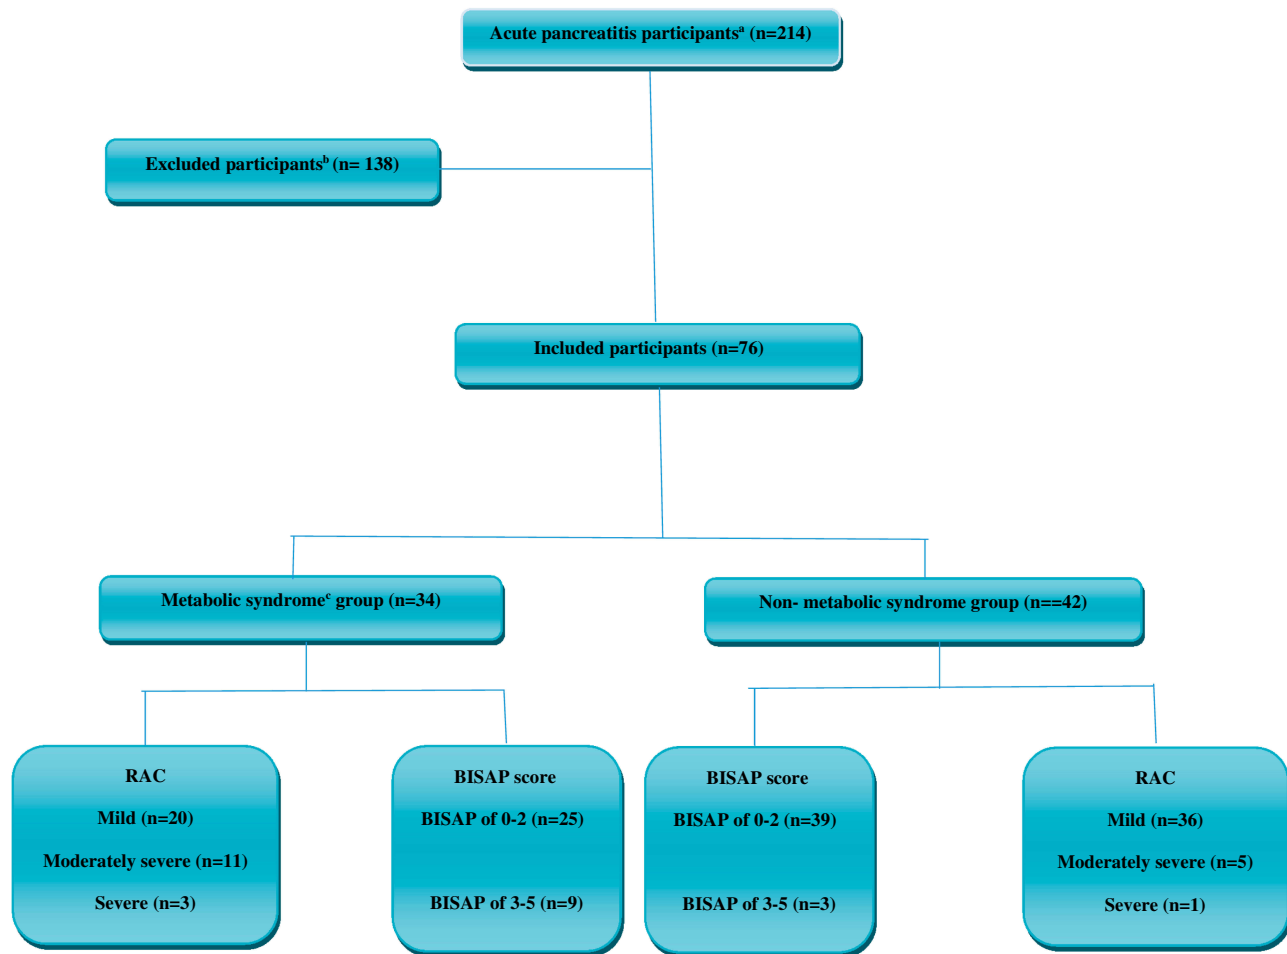 Acute pancreatitis participantsᵃ (n=214)
Excluded participantsᵇ (n= 138)
Included participants (n=76)
Metabolic syndromeᶜ group (n=34)
Non- metabolic syndrome group (n==42)
RAC
Mild (n=20)
Moderately severe (n=11)
Severe (n=3)
BISAP score
BISAP of 0-2 (n=25)
BISAP of 3-5 (n=9)
BISAP score
BISAP of 0-2 (n=39)
BISAP of 3-5 (n=3)
RAC
Mild (n=36)
Moderately severe (n=5)
Severe (n=1)